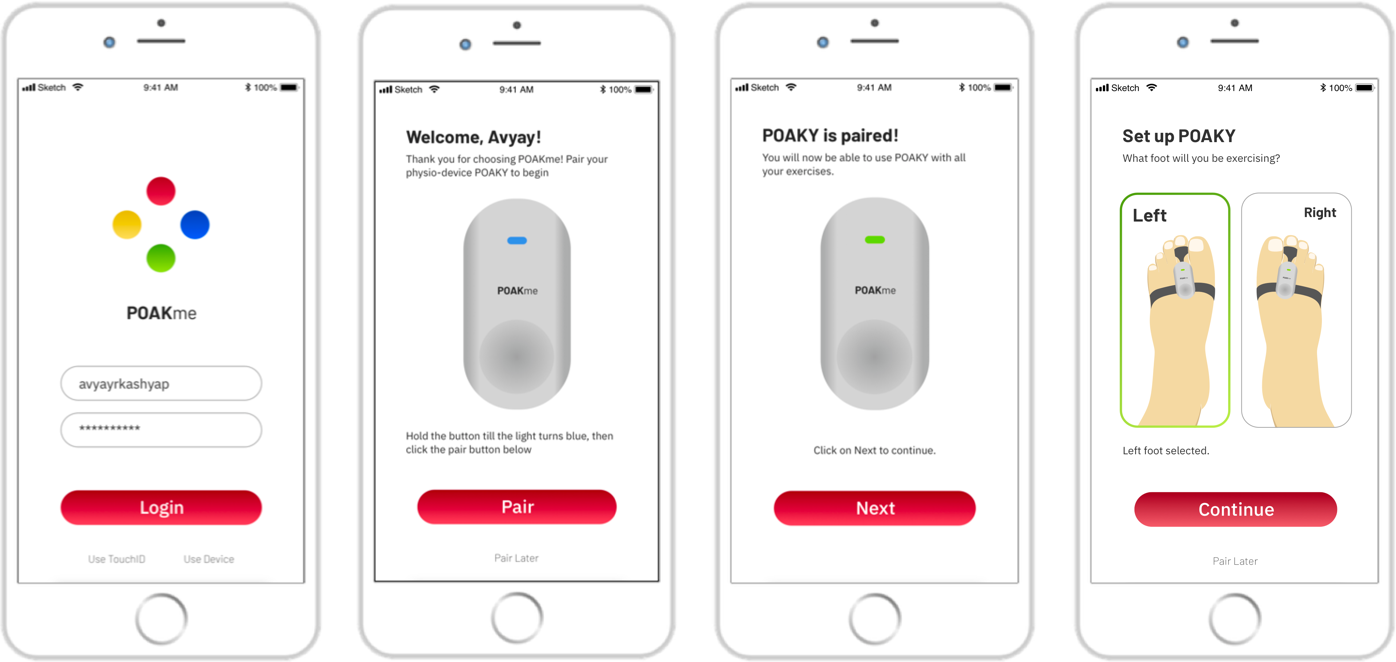 Sketch 9:41 AM 100%
POAKme
avyayrkashyap
**********
Login
Use TouchID Use Device
Sketch 9:41 AM 100%
Welcome, Avyay!
Thank you for choosing POAKme! Pair your
physio-device POAKY to begin
POAKme
Hold the button till the light turns blue, then
click the pair button below
Pair
Pair Later
Sketch 9:41 AM 100%
POAKY is paired!
You will now be able to use POAKY with all
your exercises.
POAKme
Click on Next to continue.
Next
Sketch 9:41 AM 100%
Set up POAKY
What foot will you be exercising?
Left Right
Left foot selected.
Continue
Pair Later